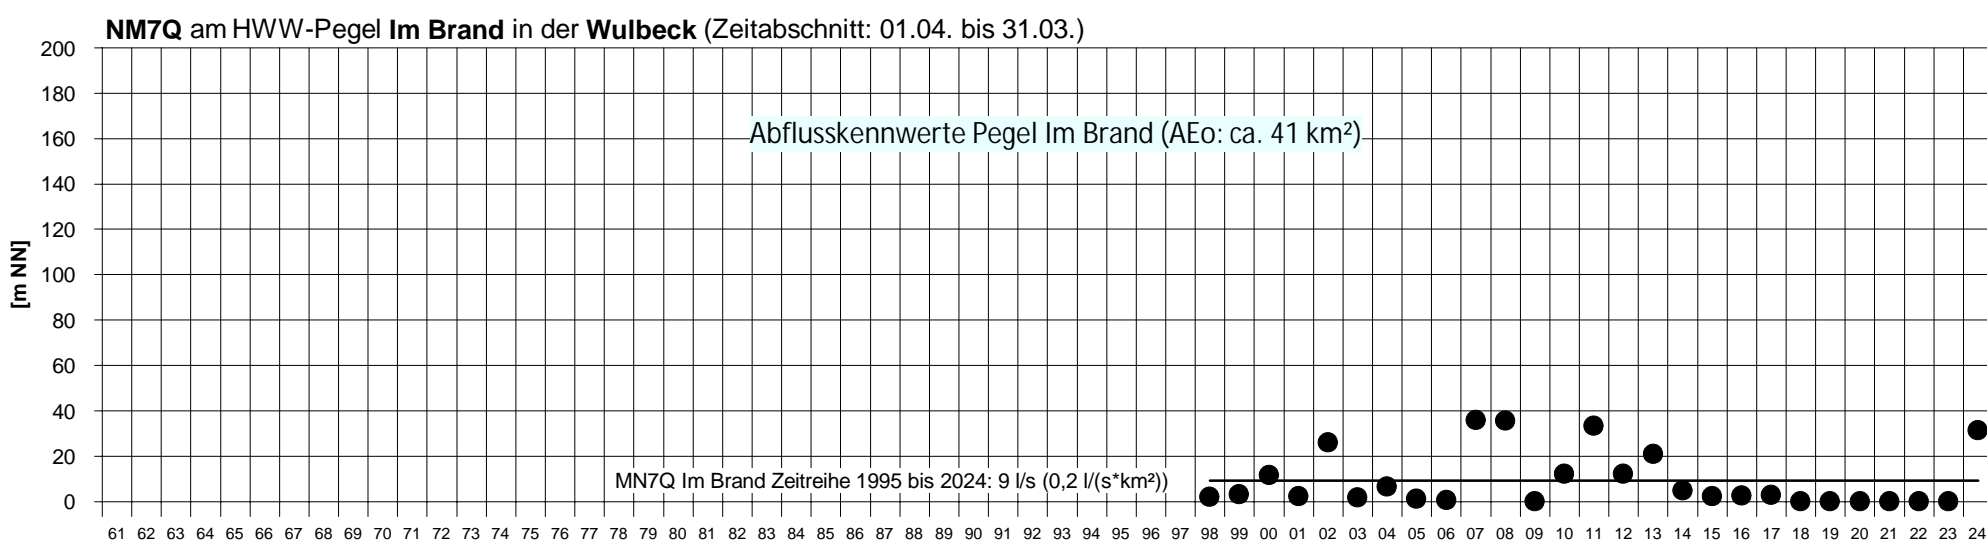 NM7Q am HWW-Pegel Im Brand in der Wulbeck (Zeitabschnitt: 01.04. bis 31.03.)
200
180
160
140
120
100
80
60
40
20
0
[m NN]
Abflusskennwerte Pegel Im Brand (AEo: ca. 41 km²)
MN7Q Im Brand Zeitreihe 1995 bis 2024: 9 l/s (0,2 l/(s*km²))
61 62 63 64 65 66 67 68 69 70 71 72 73 74 75 76 77 78 79 80 81 82 83 84 85 86 87 88 89 90 91 92 93 94 95 96 97 98 99 00 01 02 03 04 05 06 07 08 09 10 11 12 13 14 15 16 17 18 19 20 21 22 23 24